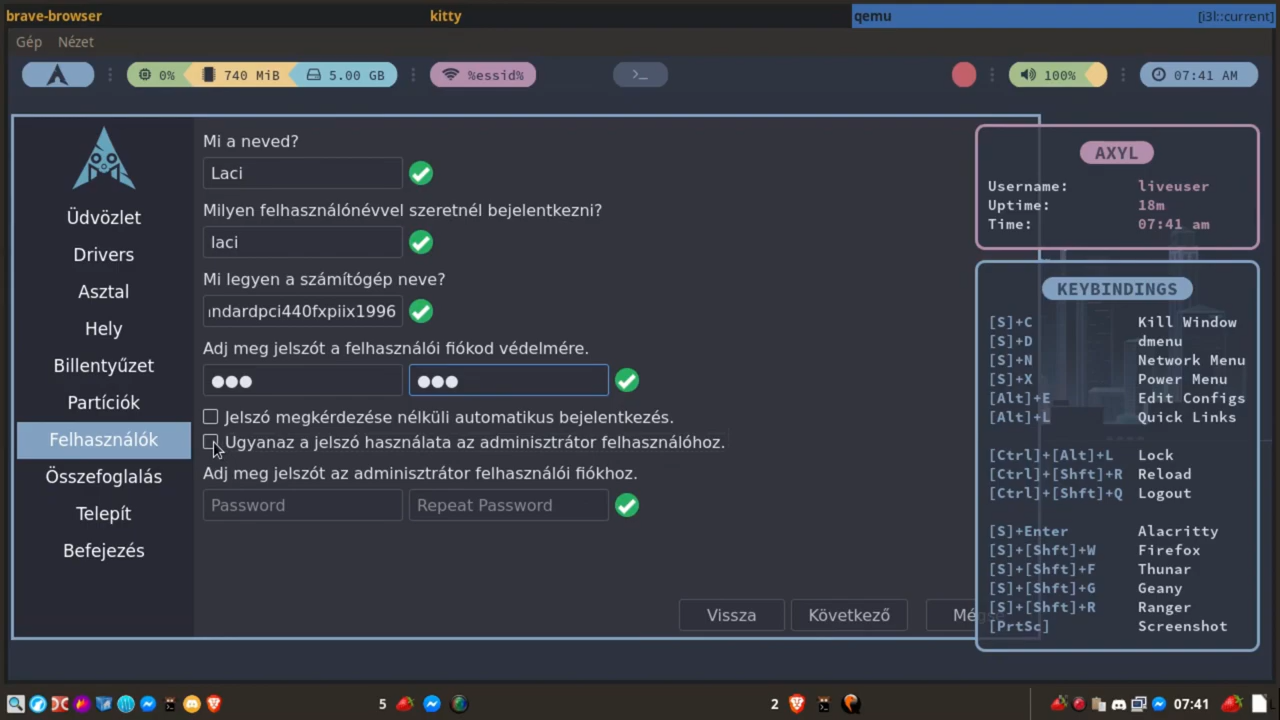 brave-browser
kitty
qemu
[i3l::current]
Gép Nézet
0% 740 MiB 5.00 GB
%essid%
>_
100%
07:41 AM
Mi a neved?
Laci
Milyen felhasználónévvel szeretnél bejelentkezni?
laci
Mi legyen a számítógép neve?
ndardpci440fxpiix1996
Adj meg jelszót a felhasználói fiókod védelmére.
Jelszó megkérdezése nélküli automatikus bejelentkezés.
Ugyanaz a jelszó használata az adminisztrátor felhasználóhoz.
Adj meg jelszót az adminisztrátor felhasználói fiókhoz.
Password
Repeat Password
Vissza
Következő
Üdvözlet
Drivers
Asztal
Hely
Billentyűzet
Partíciók
Felhasználók
Összefoglalás
Telepít
Befejezés
AXYL
Username: liveuser
Uptime: 18m
Time: 07:41 am
KEYBINDINGS
[S]+C Kill Window
[S]+D dmenu
[S]+N Network Menu
[S]+X Power Menu
[Alt]+E Edit Configs
[Alt]+L Quick Links
[Ctrl]+[Alt]+L Lock
[Ctrl]+[Shft]+R Reload
[Ctrl]+[Shft]+Q Logout
[S]+Enter Alacritty
[S]+[Shft]+W Firefox
[S]+[Shft]+F Thunar
[S]+[Shft]+G Geany
[S]+[Shft]+R Ranger
[PrtSc] Screenshot
5
2
07:41